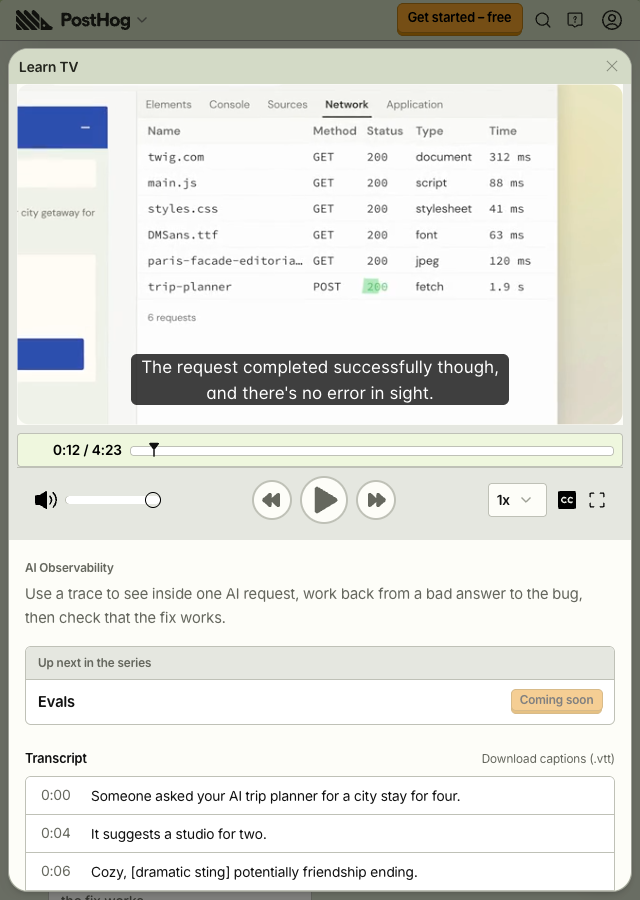 PostHog
Get started – free
Learn TV
Elements Console Sources Network Application
Name Method Status Type Time
twig.com GET 200 document 312 ms
main.js GET 200 script 88 ms
styles.css GET 200 stylesheet 41 ms
DMSans.ttf GET 200 font 63 ms
paris-facade-editoria… GET 200 jpeg 120 ms
trip-planner POST 200 fetch 1.9 s
6 requests
city getaway for
The request completed successfully though,
and there's no error in sight.
0:12 / 4:23
1x
CC
AI Observability
Use a trace to see inside one AI request, work back from a bad answer to the bug,
then check that the fix works.
Up next in the series
Evals
Coming soon
Transcript
Download captions (.vtt)
0:00 Someone asked your AI trip planner for a city stay for four.
0:04 It suggests a studio for two.
0:06 Cozy, [dramatic sting] potentially friendship ending.